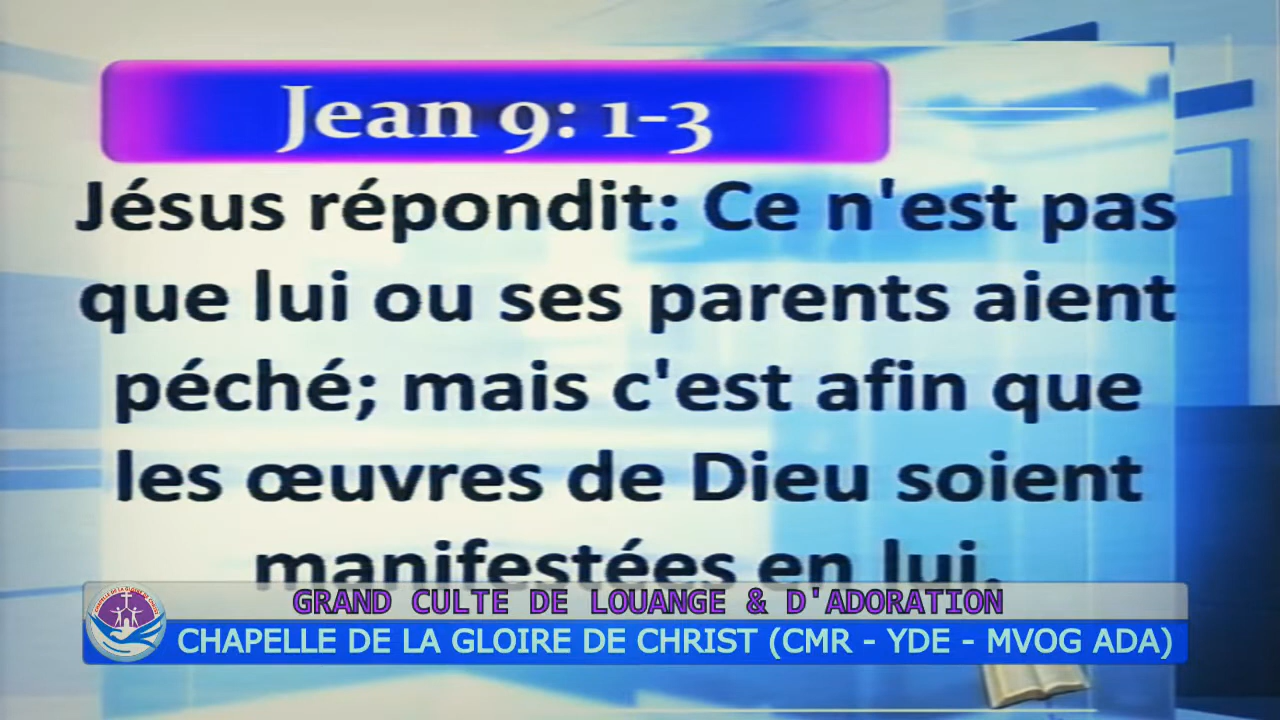 Jean 9: 1-3
Jésus répondit: Ce n'est pas
que lui ou ses parents aient
péché; mais c'est afin que
les œuvres de Dieu soient
manifestées en lui.
GRAND CULTE DE LOUANGE & D'ADORATION
CHAPELLE DE LA GLOIRE DE CHRIST (CMR - YDE - MVOG ADA)